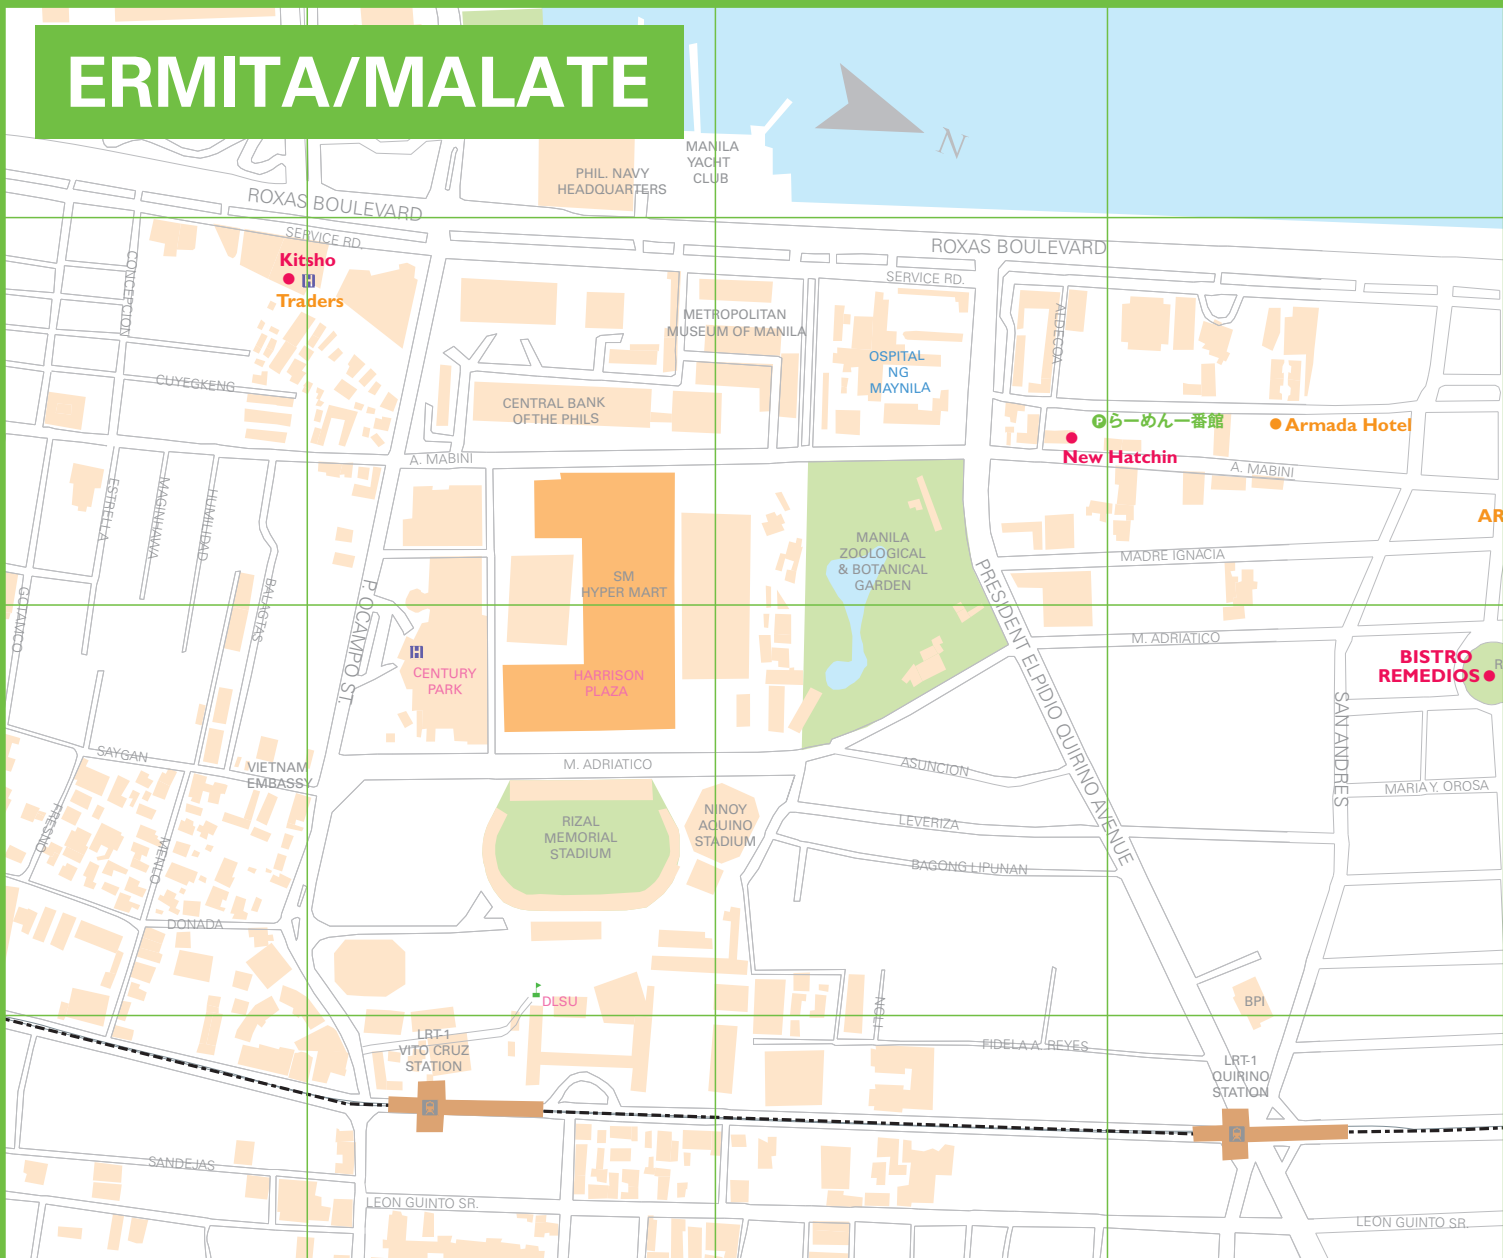 ERMITA/MALATE
N
MANILA
YACHT
CLUB
PHIL. NAVY
HEADQUARTERS
ROXAS BOULEVARD
SERVICE RD.
ROXAS BOULEVARD
SERVICE RD.
Kitsho
H
Traders
CONCEPCION
CUYEGKENG
METROPOLITAN
MUSEUM OF MANILA
OSPITAL
NG
MAYNILA
ALDECOA
CENTRAL BANK
OF THE PHILS
P らーめん一番館
Armada Hotel
New Hatchin
A. MABINI
A. MABINI
ESTRELLA
MAGINHAWA
HUMILIDAD
BALAGTAS
GOTAMCO
P. OCAMPO ST.
SM
HYPER MART
MANILA
ZOOLOGICAL
& BOTANICAL
GARDEN
AR
MADRE IGNACIA
PRESIDENT ELPIDIO QUIRINO AVENUE
M. ADRIATICO
H
CENTURY
PARK
HARRISON
PLAZA
BISTRO
REMEDIOS
R
SAN ANDRES
SAYGAN
VIETNAM
EMBASSY
M. ADRIATICO
ASUNCION
MARIA Y. OROSA
FRESNO
MENLO
RIZAL
MEMORIAL
STADIUM
NINOY
AQUINO
STADIUM
LEVERIZA
BAGONG LIPUNAN
DONADA
DLSU
NGLI
BPI
LRT-1
VITO CRUZ
STATION
FIDELA A. REYES
LRT-1
QUIRINO
STATION
SANDEJAS
LEON GUINTO SR.
LEON GUINTO SR.